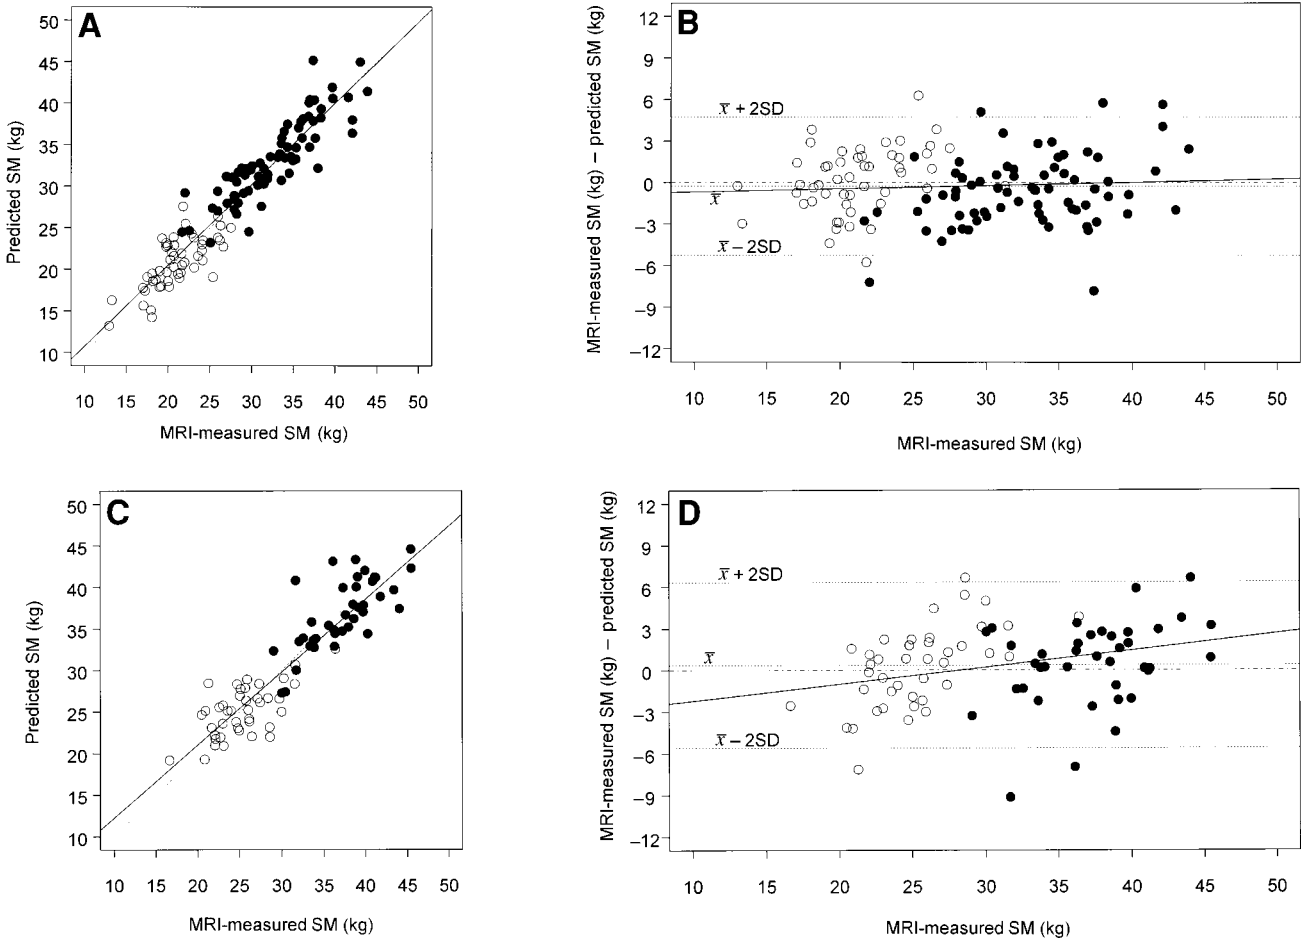 A
Predicted SM (kg)
50
45
40
35
30
25
20
15
10
10 15 20 25 30 35 40 45 50
MRI-measured SM (kg)
B
MRI-measured SM (kg) – predicted SM (kg)
12
9
6
3
0
–3
–6
–9
–12
x̅ + 2SD
x̅
x̅ – 2SD
10 15 20 25 30 35 40 45 50
MRI-measured SM (kg)
C
Predicted SM (kg)
50
45
40
35
30
25
20
15
10
10 15 20 25 30 35 40 45 50
MRI-measured SM (kg)
D
MRI-measured SM (kg) – predicted SM (kg)
12
9
6
3
0
–3
–6
–9
–12
x̅ + 2SD
x̅
x̅ – 2SD
10 15 20 25 30 35 40 45 50
MRI-measured SM (kg)